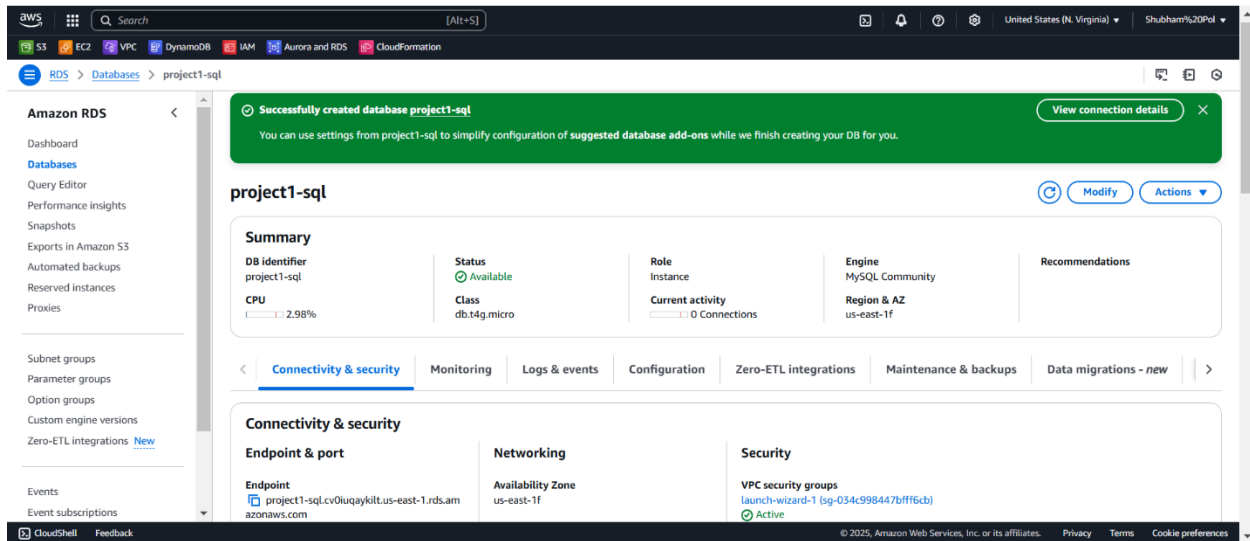 aws
Search
[Alt+S]
United States (N. Virginia)
Shubham%20Pol
S3 EC2 VPC DynamoDB IAM Aurora and RDS CloudFormation
RDS > Databases > project1-sql
Amazon RDS
Dashboard
Databases
Query Editor
Performance insights
Snapshots
Exports in Amazon S3
Automated backups
Reserved instances
Proxies
Subnet groups
Parameter groups
Option groups
Custom engine versions
Zero-ETL integrations New
Events
Event subscriptions
Successfully created database project1-sql
View connection details
You can use settings from project1-sql to simplify configuration of suggested database add-ons while we finish creating your DB for you.
project1-sql
Modify
Actions
Summary
DB identifier
project1-sql
Status
Available
Role
Instance
Engine
MySQL Community
Recommendations
CPU
2.98%
Class
db.t4g.micro
Current activity
0 Connections
Region & AZ
us-east-1f
Connectivity & security
Monitoring
Logs & events
Configuration
Zero-ETL integrations
Maintenance & backups
Data migrations - new
Connectivity & security
Endpoint & port
Endpoint
project1-sql.cv0iuqaykilt.us-east-1.rds.am
azonaws.com
Networking
Availability Zone
us-east-1f
Security
VPC security groups
launch-wizard-1 (sg-034c998447bfff6cb)
Active
CloudShell Feedback
© 2025, Amazon Web Services, Inc. or its affiliates. Privacy Terms Cookie preferences